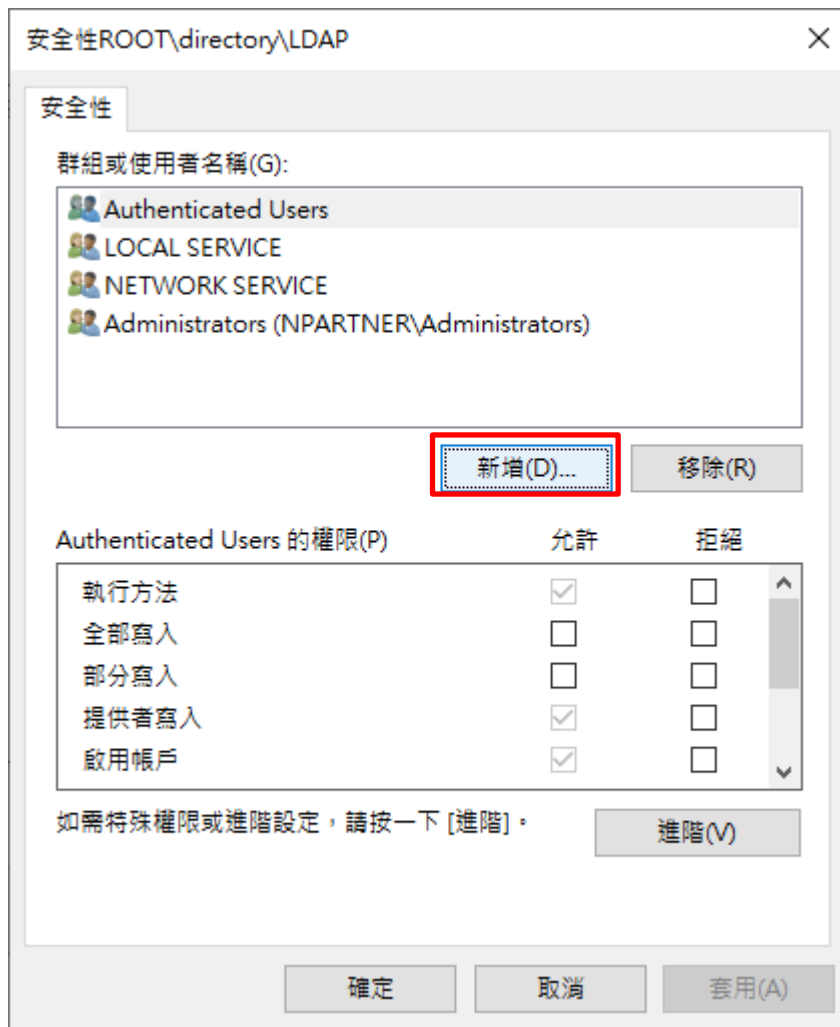 安全性ROOT\directory\LDAP
安全性
群組或使用者名稱(G):
Authenticated Users
LOCAL SERVICE
NETWORK SERVICE
Administrators (NPARTNER\Administrators)
新增(D)... 移除(R)
Authenticated Users 的權限(P) 允許 拒絕
執行方法
全部寫入
部分寫入
提供者寫入
啟用帳戶
如需特殊權限或進階設定，請按一下 [進階]。 進階(V)
確定 取消 套用(A)